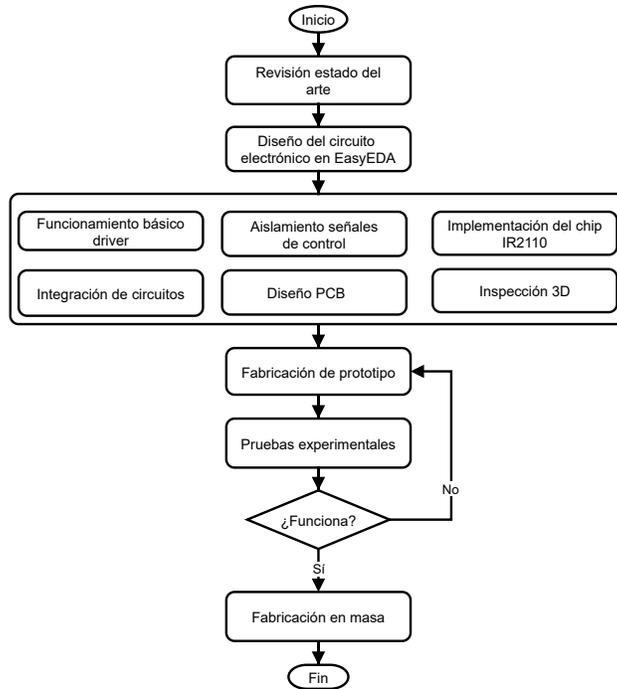 Inicio
Revisión estado del
arte
Diseño del circuito
electrónico en EasyEDA
Funcionamiento básico
driver
Aislamiento señales
de control
Implementación del chip
IR2110
Integración de circuitos
Diseño PCB
Inspección 3D
Fabricación de prototipo
Pruebas experimentales
¿Funciona?
No
Sí
Fabricación en masa
Fin